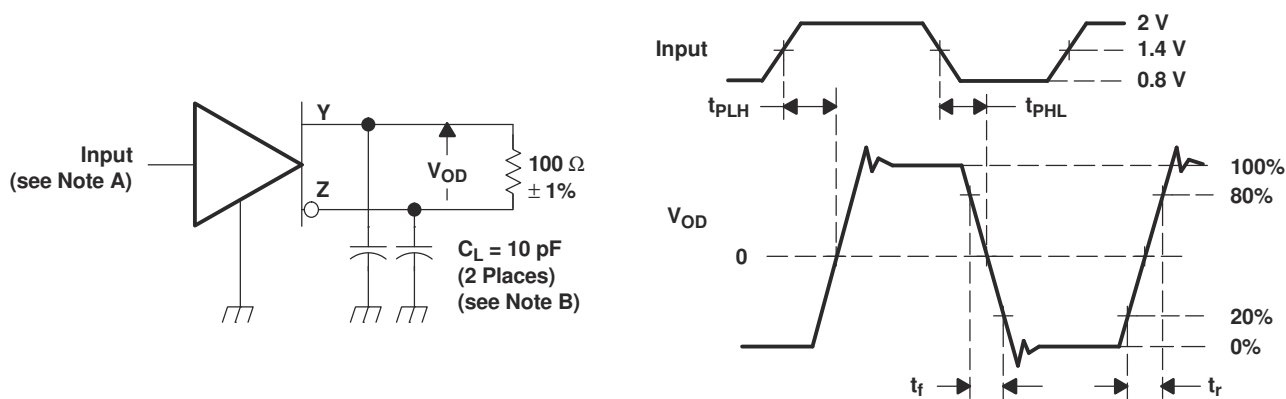 Input
(see Note A)
Y
Z
V_OD
100 Ω
± 1%
C_L = 10 pF
(2 Places)
(see Note B)
Input
2 V
1.4 V
0.8 V
t_PLH
t_PHL
V_OD
0
100%
80%
20%
0%
t_f
t_r